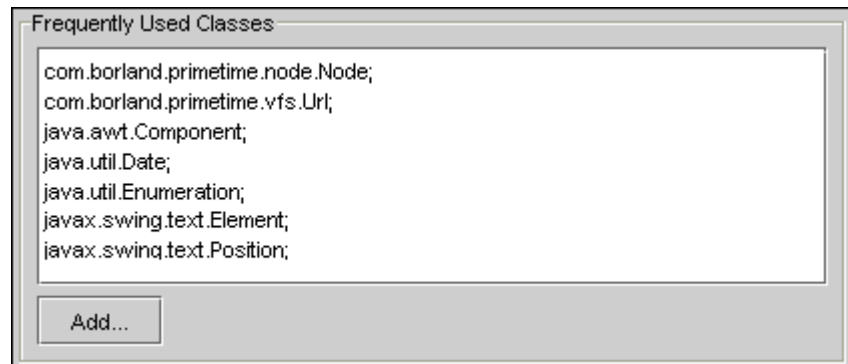 Frequently Used Classes
com.borland.primetime.node.Node;
com.borland.primetime.vfs.Url;
java.awt.Component;
java.util.Date;
java.util.Enumeration;
javax.swing.text.Element;
javax.swing.text.Position;
Add...